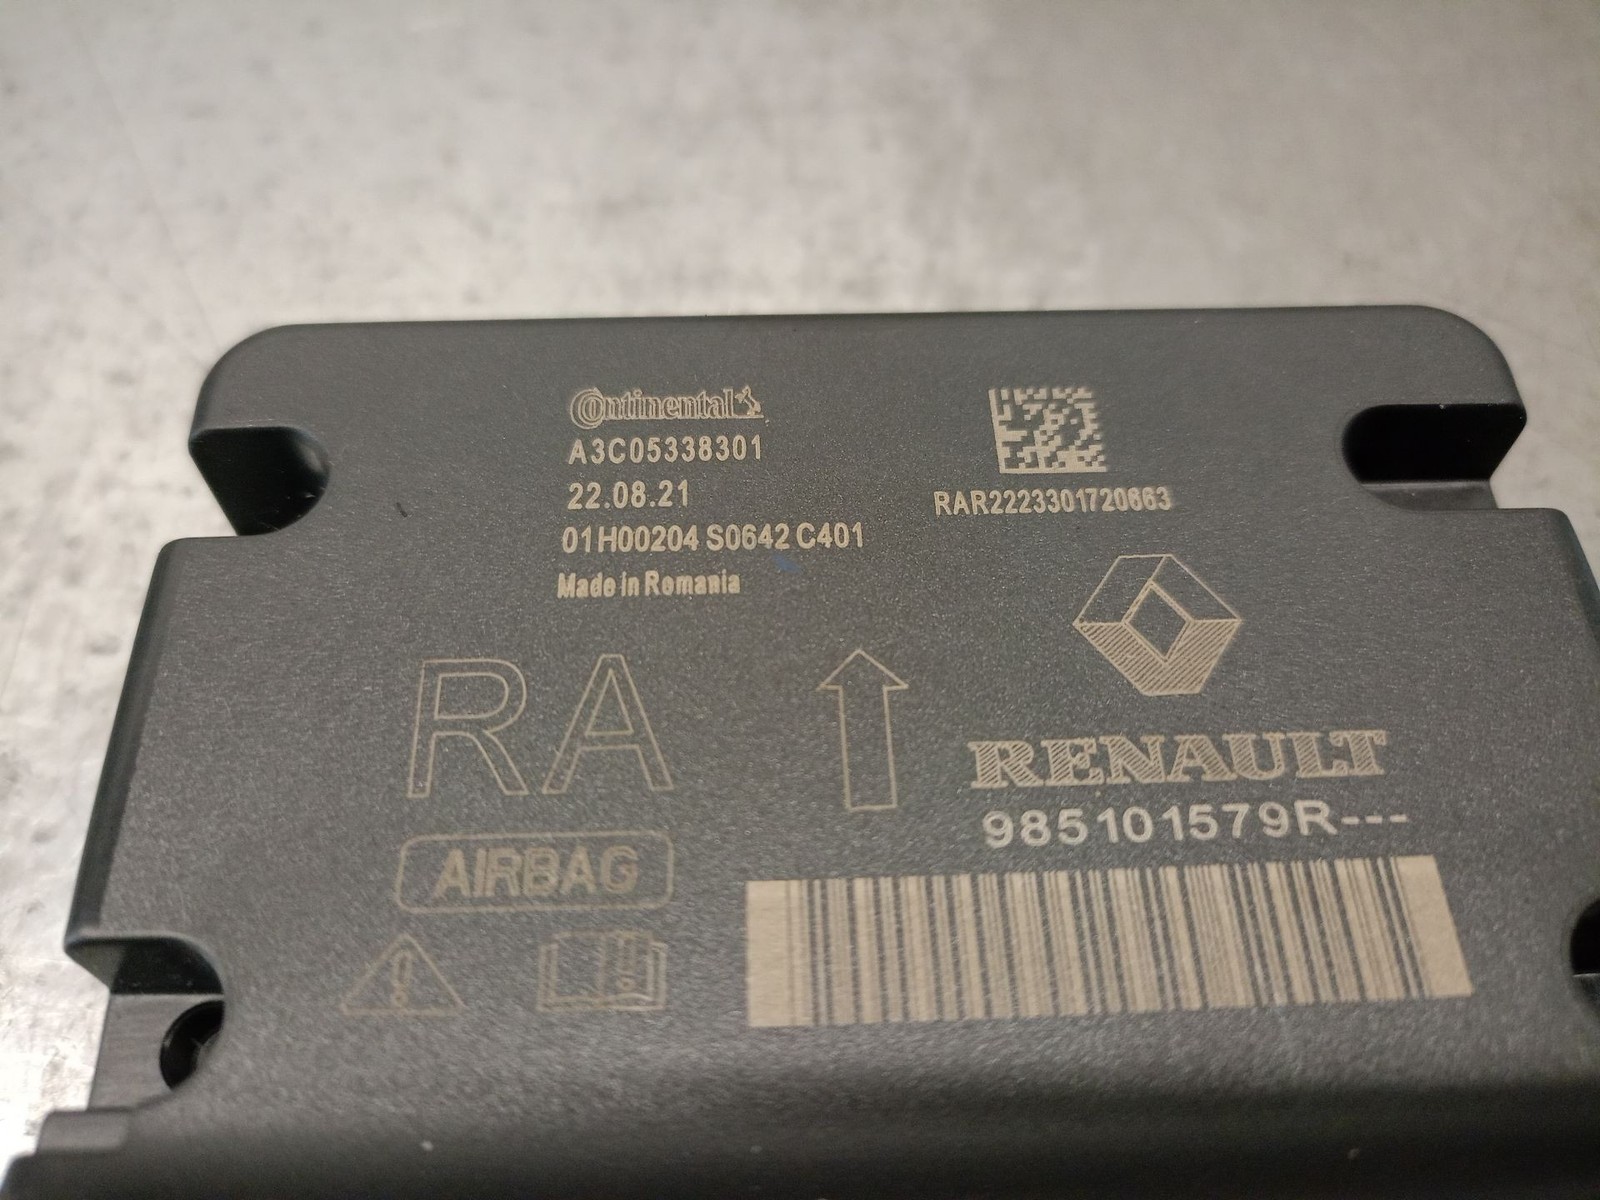 Continental
A3C05338301
22.08.21
01H00204 S0642 C401
Made in Romania
RAR2223301720663
RA
AIRBAG
RENAULT
985101579R---